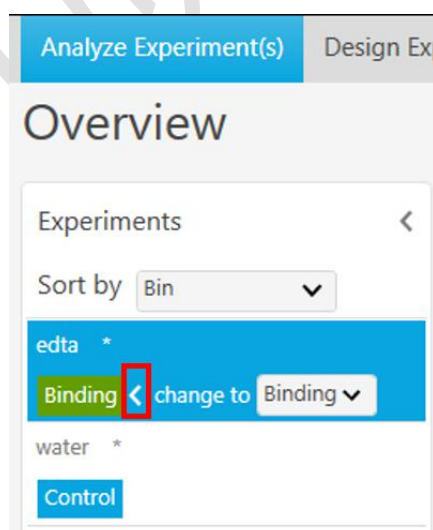 Analyze Experiment(s) Design Ex
Overview
Experiments
Sort by Bin
edta *
Binding change to Binding
water *
Control